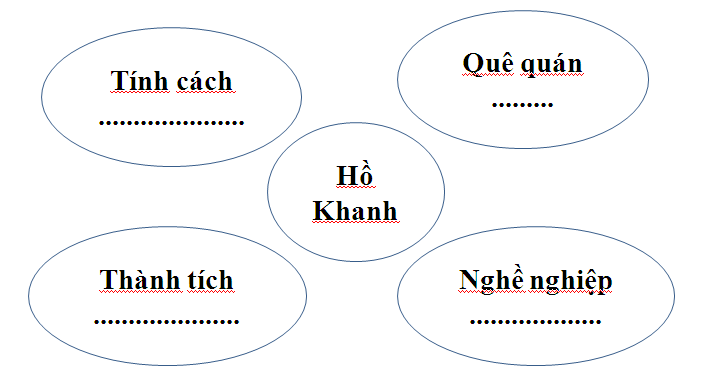 Tính cách
.....................
Quê quán
.........
Hồ
Khanh
Thành tích
.....................
Nghề nghiệp
...................